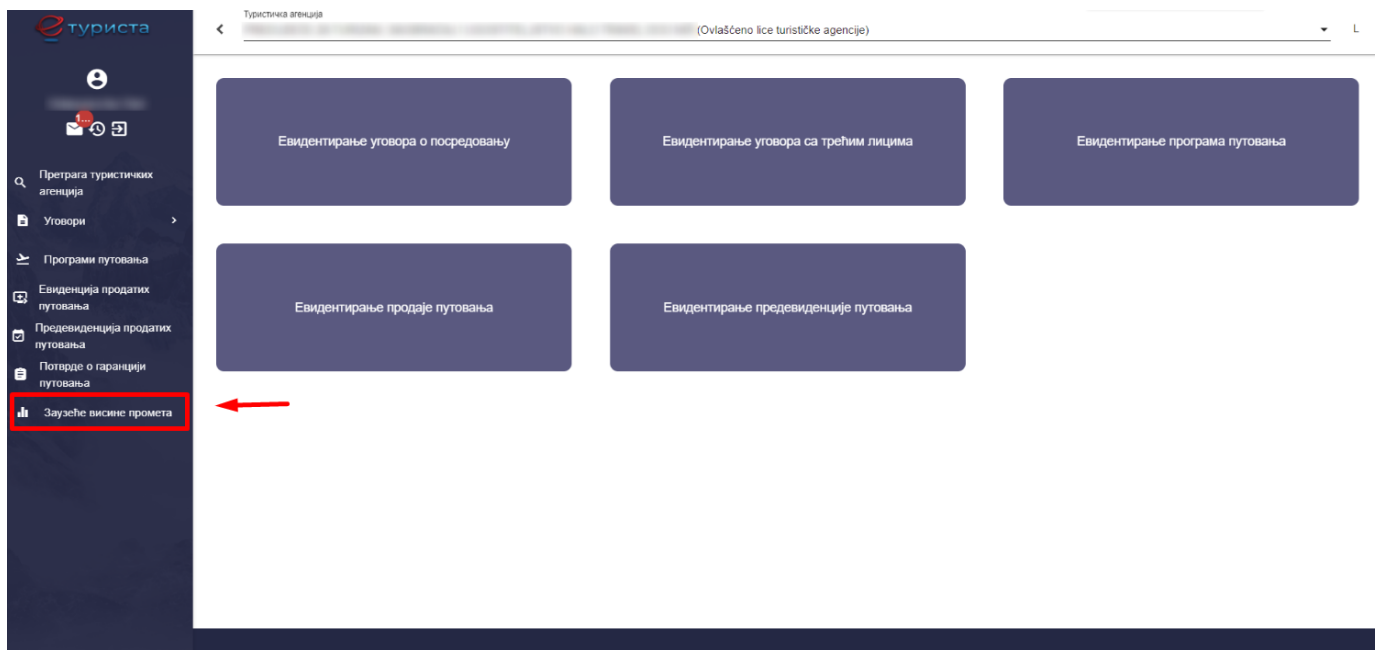 етуриста
Туристичка агенција
(Ovlašćeno lice turističke agencije)
L
1...
Претрага туристичких
агенција
Уговори
Програми путовања
Евиденција продатих
путовања
Предевиденција продатих
путовања
Потврде о гаранцији
путовања
Заузеће висине промета
Евидентирање уговора о посредовању
Евидентирање уговора са трећим лицима
Евидентирање програма путовања
Евидентирање продаје путовања
Евидентирање предевиденције путовања